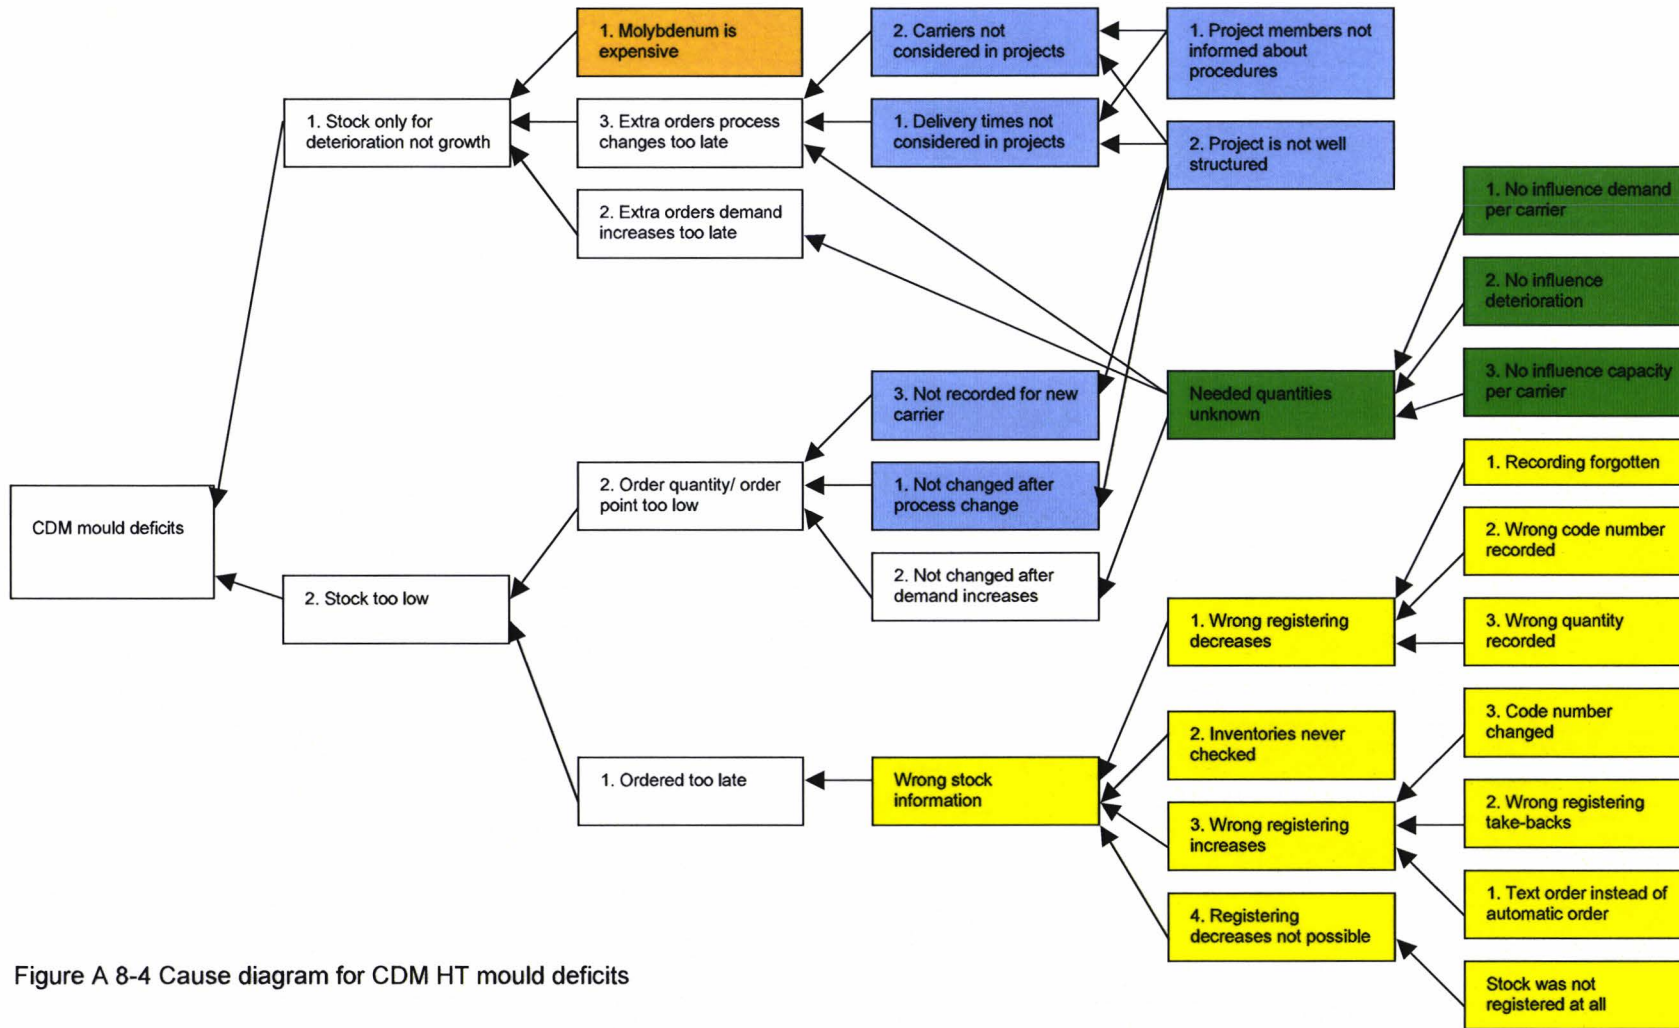 1. Molybdenum is
expensive
2. Carriers not
considered in projects
1. Project members not
informed about
procedures
1. Stock only for
deterioration not growth
3. Extra orders process
changes too late
1. Delivery times not
considered in projects
2. Project is not well
structured
2. Extra orders demand
increases too late
1. No influence demand
per carrier
2. No influence
deterioration
3. No influence capacity
per carrier
3. Not recorded for new
carrier
Needed quantities
unknown
CDM mould deficits
2. Order quantity/ order
point too low
1. Not changed after
process change
1. Recording forgotten
2. Wrong code number
recorded
2. Stock too low
2. Not changed after
demand increases
1. Wrong registering
decreases
3. Wrong quantity
recorded
3. Code number
changed
2. Inventories never
checked
1. Ordered too late
Wrong stock
information
3. Wrong registering
increases
2. Wrong registering
take-backs
1. Text order instead of
automatic order
4. Registering
decreases not possible
Stock was not
registered at all
Figure A 8-4 Cause diagram for CDM HT mould deficits